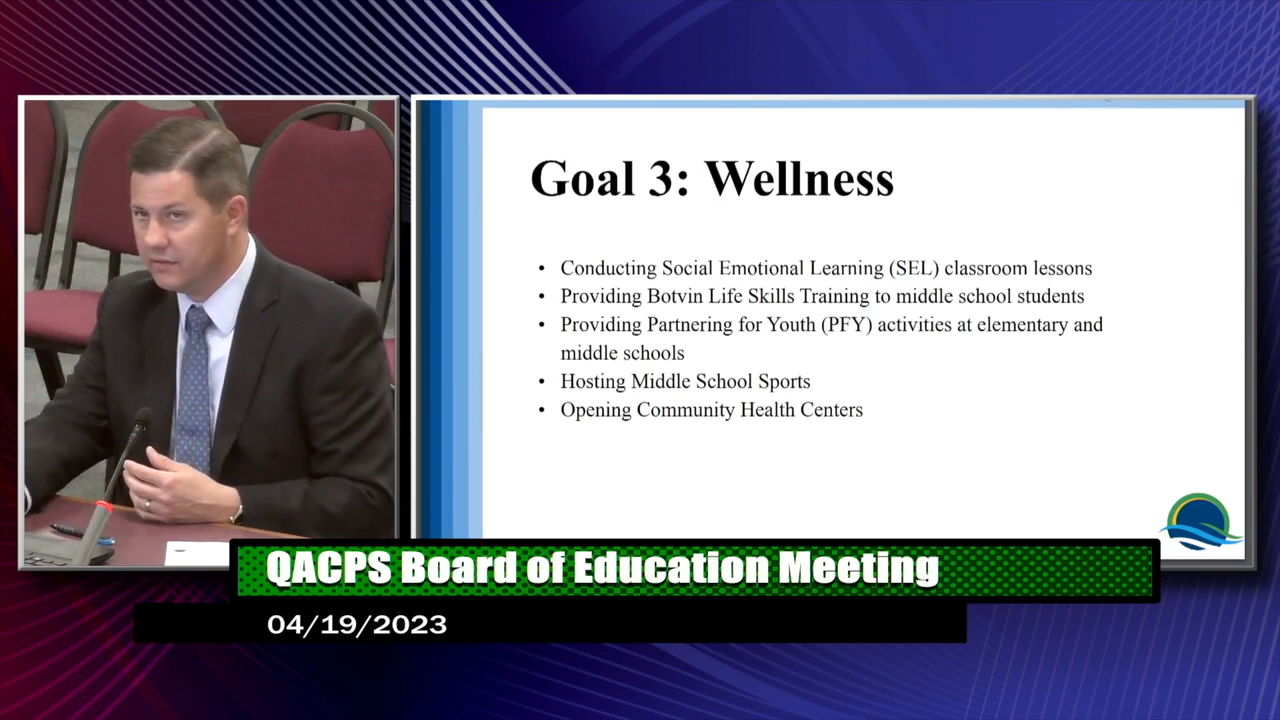 Goal 3: Wellness
• Conducting Social Emotional Learning (SEL) classroom lessons
• Providing Botvin Life Skills Training to middle school students
• Providing Partnering for Youth (PFY) activities at elementary and
middle schools
• Hosting Middle School Sports
• Opening Community Health Centers
QACPS Board of Education Meeting
04/19/2023